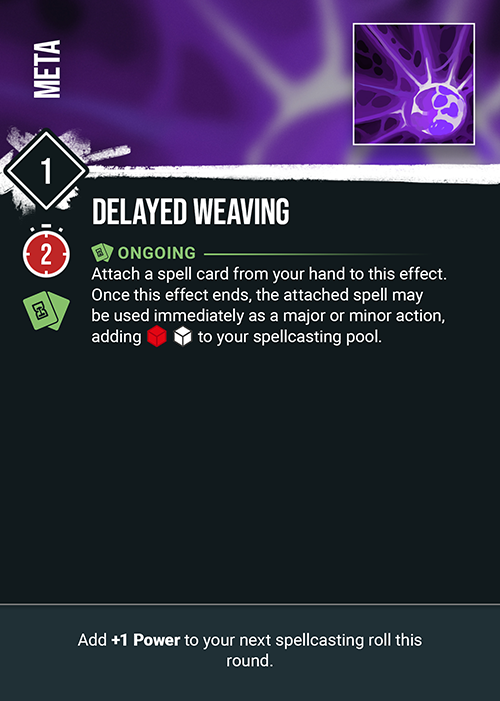 META
1
DELAYED WEAVING
2
ONGOING
Attach a spell card from your hand to this effect.
Once this effect ends, the attached spell may
be used immediately as a major or minor action,
adding to your spellcasting pool.
Add +1 Power to your next spellcasting roll this
round.